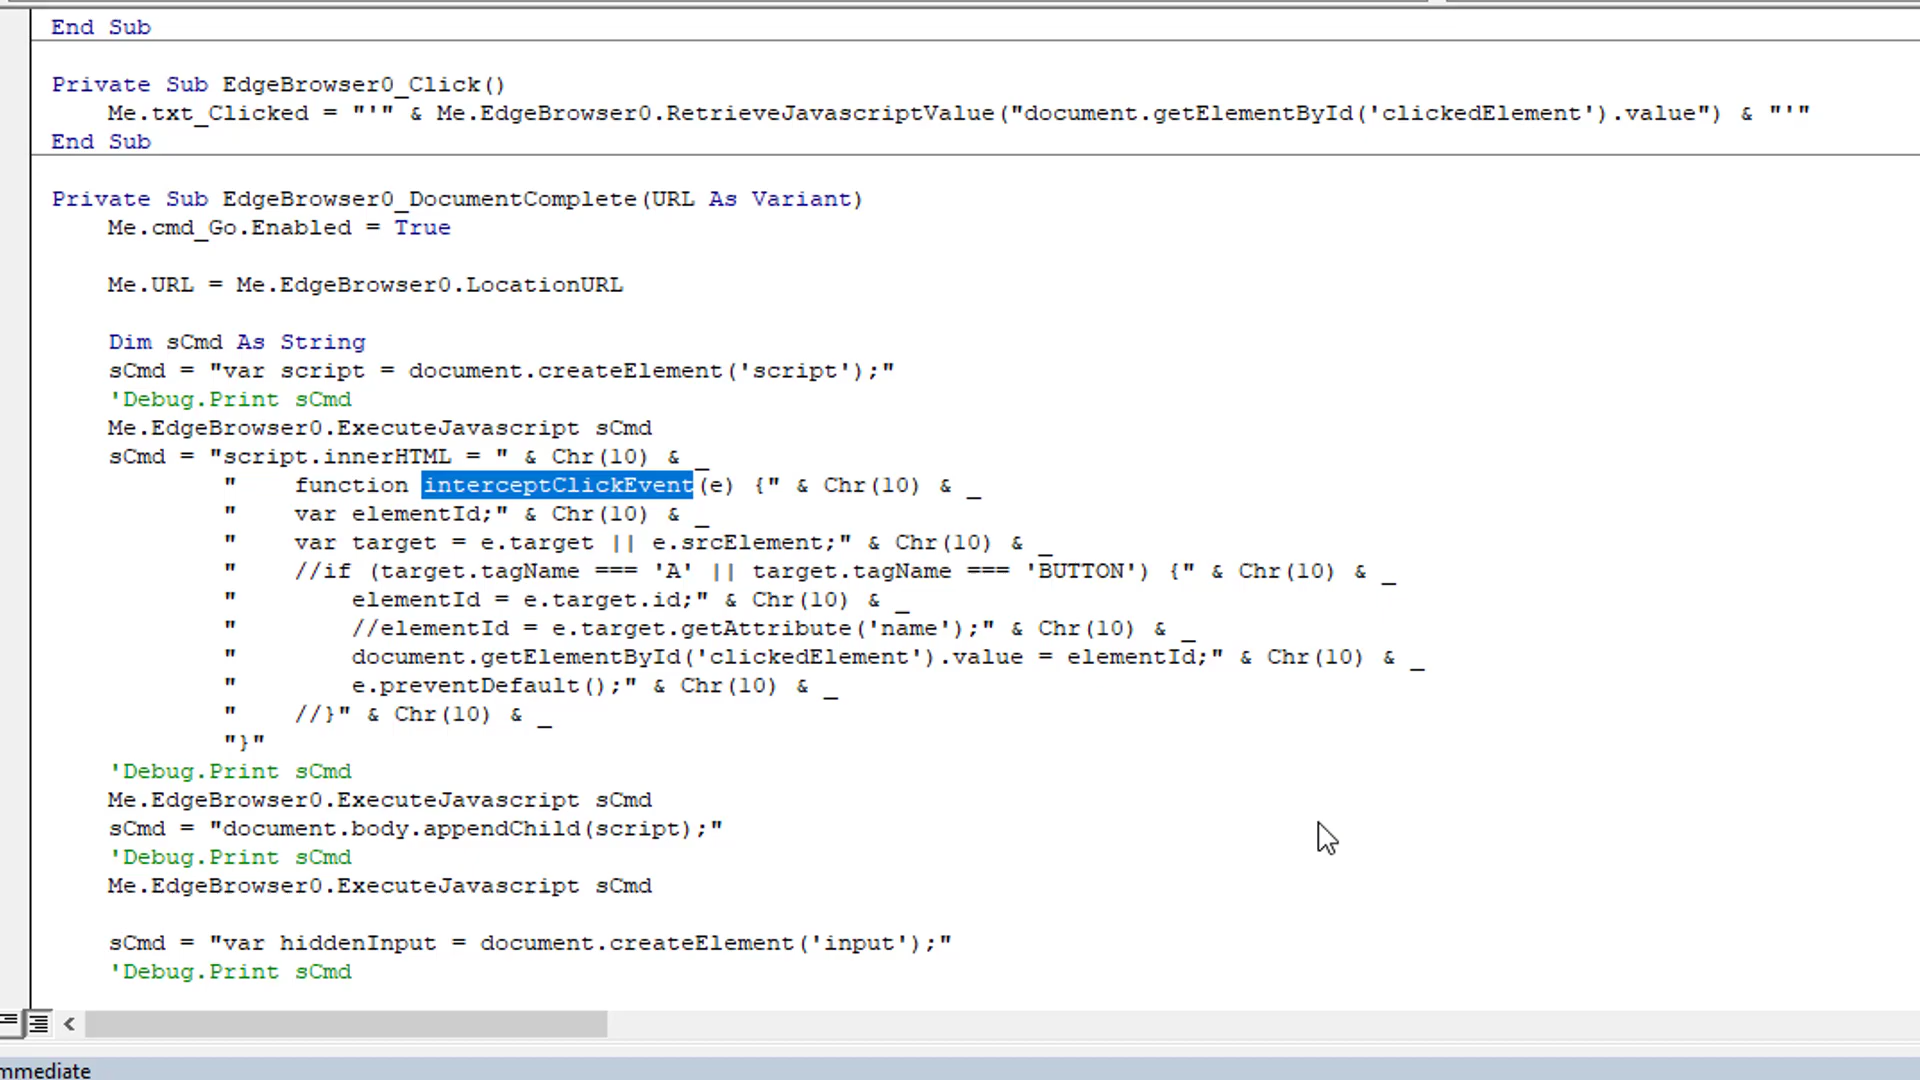 End Sub
Private Sub EdgeBrowser0_Click()
Me.txt_Clicked = "'" & Me.EdgeBrowser0.RetrieveJavascriptValue("document.getElementById('clickedElement').value") & "'"
End Sub
Private Sub EdgeBrowser0_DocumentComplete(URL As Variant)
Me.cmd_Go.Enabled = True
Me.URL = Me.EdgeBrowser0.LocationURL
Dim sCmd As String
sCmd = "var script = document.createElement('script');"
'Debug.Print sCmd
Me.EdgeBrowser0.ExecuteJavascript sCmd
sCmd = "script.innerHTML = " & Chr(10) & _
"    function interceptClickEvent(e) {" & Chr(10) & _
"    var elementId;" & Chr(10) & _
"    var target = e.target || e.srcElement;" & Chr(10) & _
"    //if (target.tagName === 'A' || target.tagName === 'BUTTON') {" & Chr(10) & _
"        elementId = e.target.id;" & Chr(10) & _
"        //elementId = e.target.getAttribute('name');" & Chr(10) & _
"        document.getElementById('clickedElement').value = elementId;" & Chr(10) & _
"        e.preventDefault();" & Chr(10) & _
"    //}" & Chr(10) & _
"}"
'Debug.Print sCmd
Me.EdgeBrowser0.ExecuteJavascript sCmd
sCmd = "document.body.appendChild(script);"
'Debug.Print sCmd
Me.EdgeBrowser0.ExecuteJavascript sCmd
sCmd = "var hiddenInput = document.createElement('input');"
'Debug.Print sCmd
mmediate